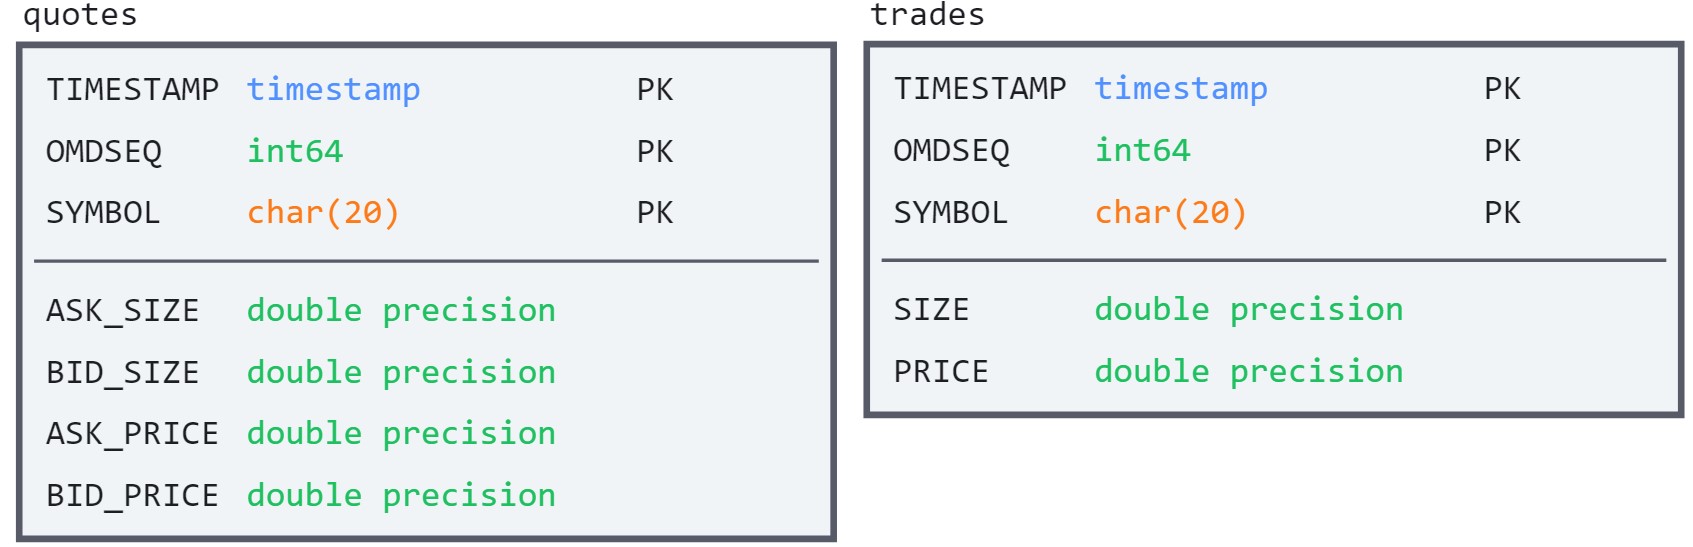 quotes
TIMESTAMP timestamp PK
OMDSEQ int64 PK
SYMBOL char(20) PK
ASK_SIZE double precision
BID_SIZE double precision
ASK_PRICE double precision
BID_PRICE double precision
trades
TIMESTAMP timestamp PK
OMDSEQ int64 PK
SYMBOL char(20) PK
SIZE double precision
PRICE double precision